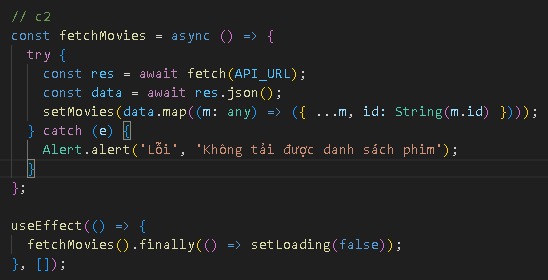 // c2
const fetchMovies = async () => {
  try {
    const res = await fetch(API_URL);
    const data = await res.json();
    setMovies(data.map((m: any) => ({ ...m, id: String(m.id) })));
  } catch (e) {
    Alert.alert("Lỗi", "Không tải được danh sách phim");
  }
};

useEffect(() => {
  fetchMovies().finally(() => setLoading(false));
}, []);